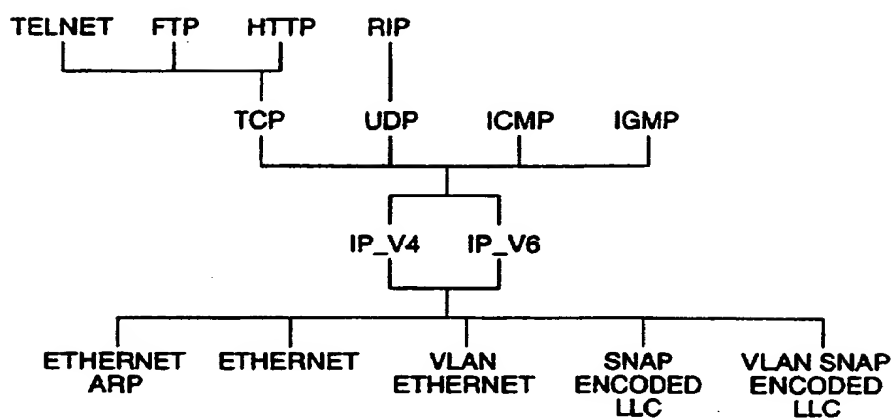 TELNET FTP HTTP RIP
TCP UDP ICMP IGMP
IP_V4 IP_V6
ETHERNET ARP
ETHERNET
VLAN ETHERNET
SNAP ENCODED LLC
VLAN SNAP ENCODED LLC